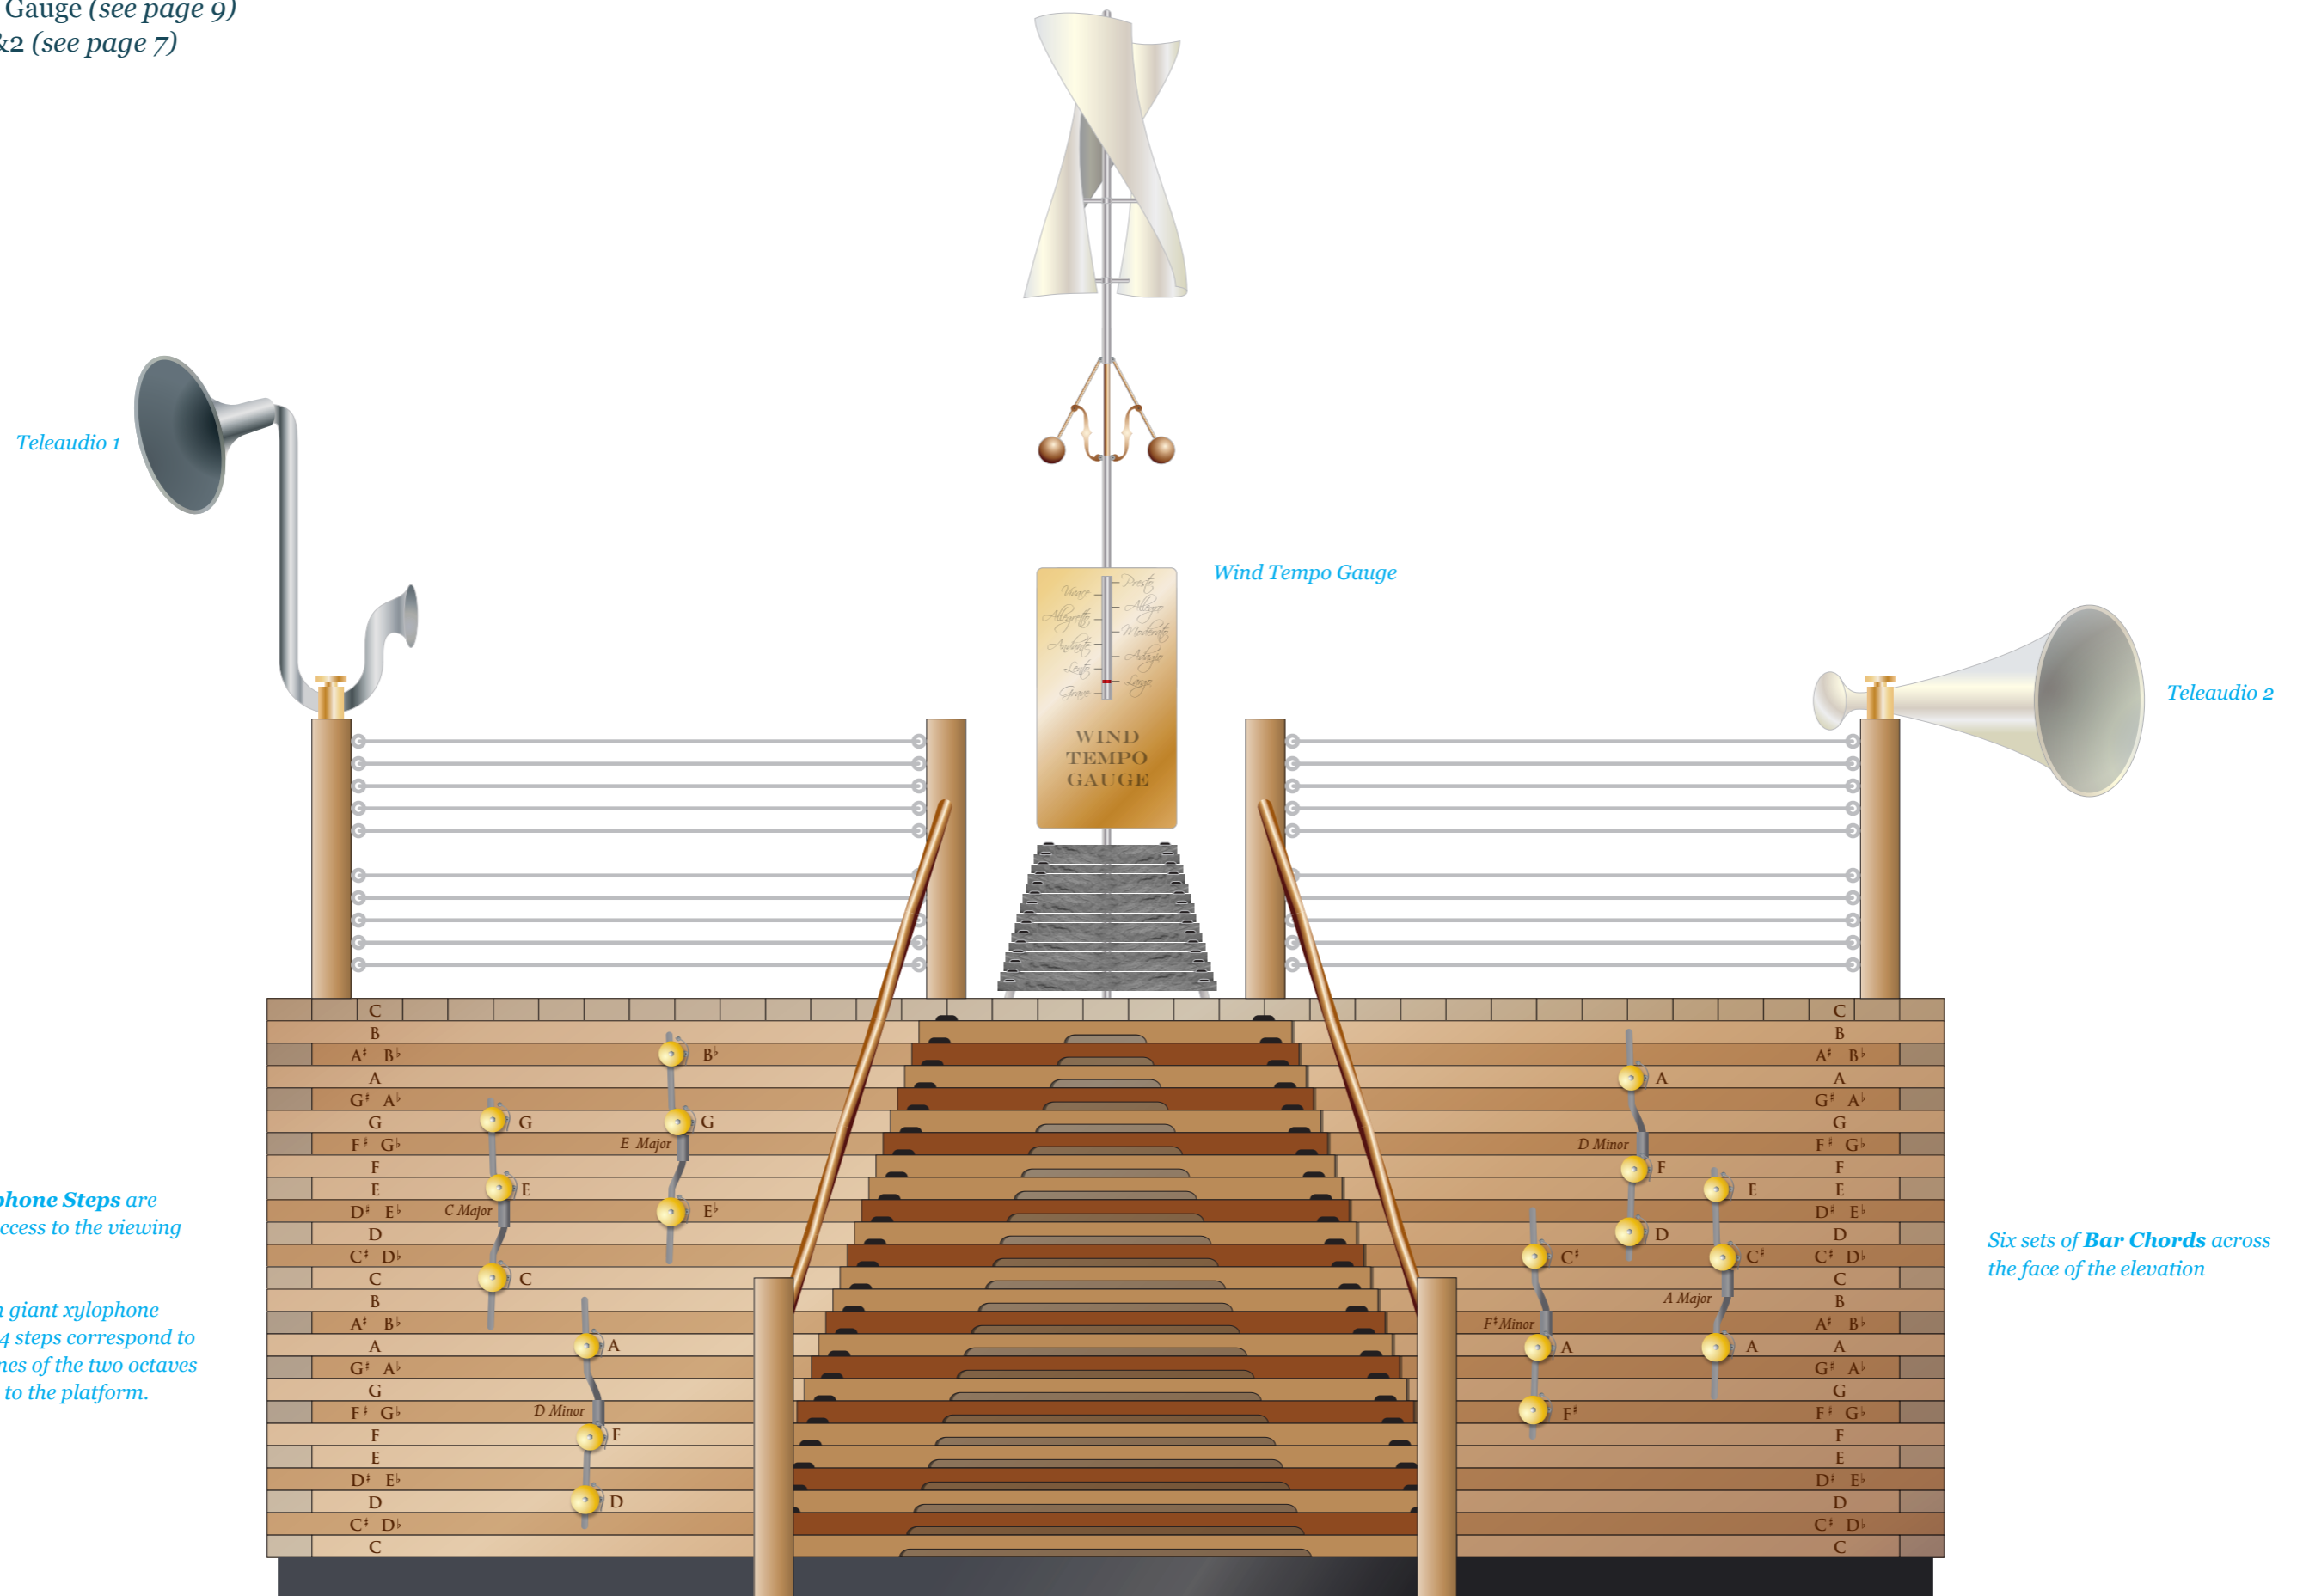 Gauge (see page 9)
&2 (see page 7)
Teleaudio 1
Wind Tempo Gauge
Presto
Vivace
Allegro
Allegretto
Moderato
Andante
Adagio
Lento
Largo
Grave
WIND
TEMPO
GAUGE
Teleaudio 2
C C
B B
A♯ B♭ B♭ A♯ B♭
A A A
G♯ A♭ G♯ A♭
G G G G
F♯ G♭ E Major D Minor F♯ G♭
F F F
E E E E
D♯ E♭ C Major E♭ D♯ E♭
D D D
C♯ D♭ C♯ C♯ C♯ D♭
C C C
B A Major B
A♯ B♭ F♯ Minor A♯ B♭
A A A A A
G♯ A♭ G♯ A♭
G G
F♯ G♭ D Minor F♯ F♯ G♭
F F F
E E
D♯ E♭ D♯ E♭
D D D
C♯ D♭ C♯ D♭
C C
phone Steps are
ccess to the viewing
giant xylophone
4 steps correspond to
nes of the two octaves
to the platform.
Six sets of Bar Chords across
the face of the elevation